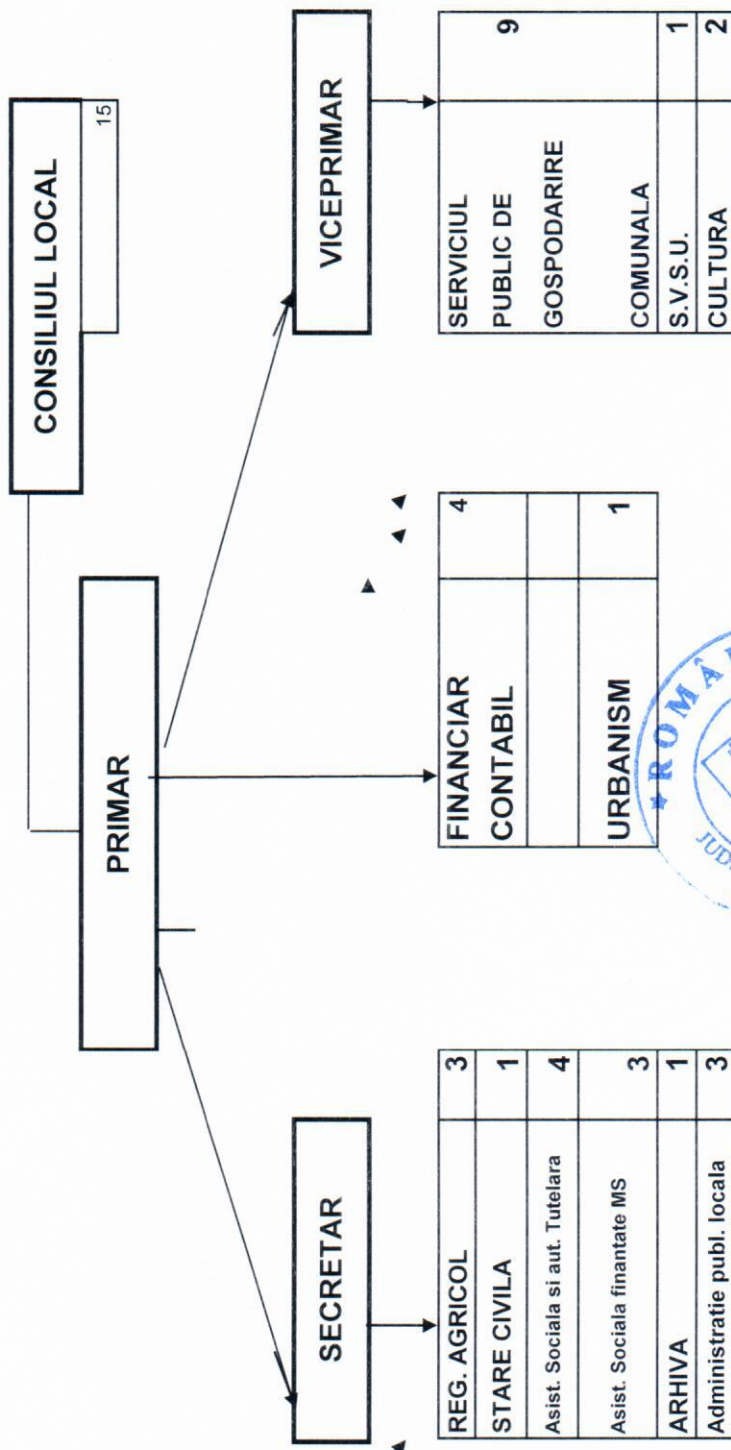 CONSILIUL LOCAL
15
PRIMAR
SECRETAR
VICEPRIMAR
REG. AGRICOL 3
STARE CIVILA 1
Asist. Sociala si aut. Tutelara 4
Asist. Sociala finantate MS 3
ARHIVA 1
Administratie publ. locala 3
FINANCIAR 4
CONTABIL
URBANISM 1
SERVICIUL
PUBLIC DE 9
GOSPODARIRE
COMUNALA
S.V.S.U. 1
CULTURA 2